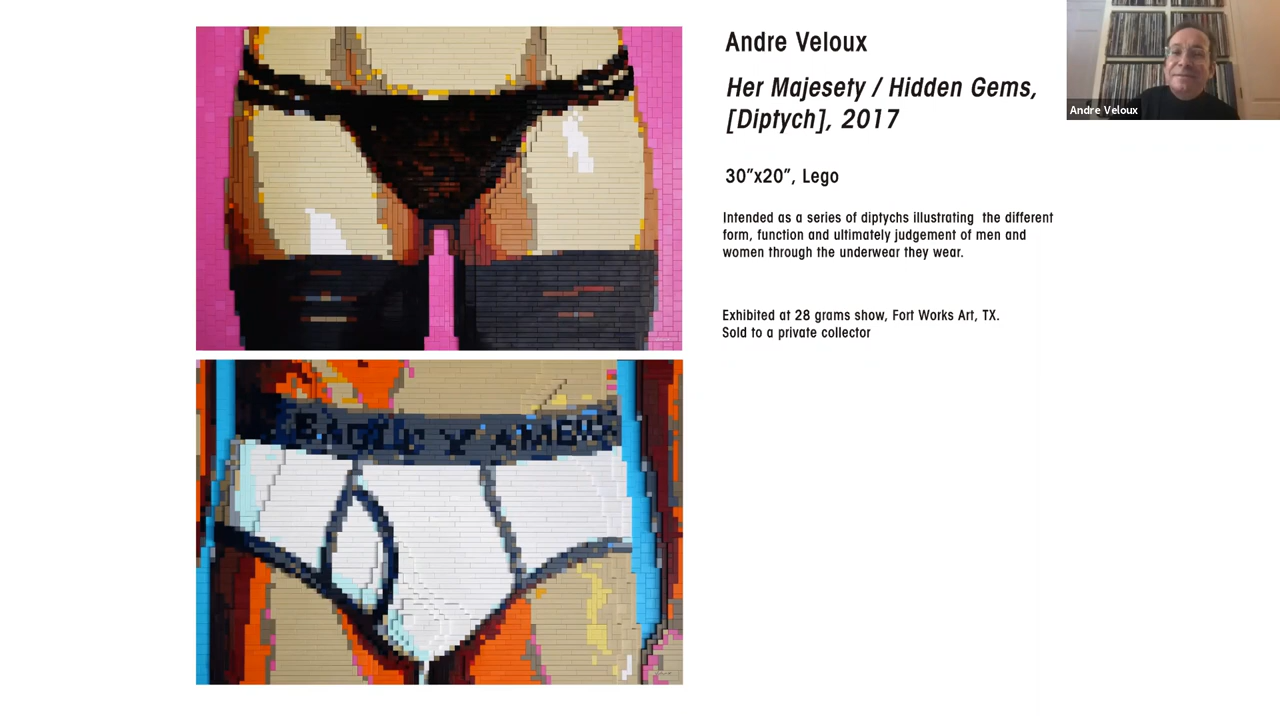 Andre Veloux
Her Majesety / Hidden Gems,
[Diptych], 2017
30”x20”, Lego
Intended as a series of diptychs illustrating the different
form, function and ultimately judgement of men and
women through the underwear they wear.
Exhibited at 28 grams show, Fort Works Art, TX.
Sold to a private collector
Andre Veloux